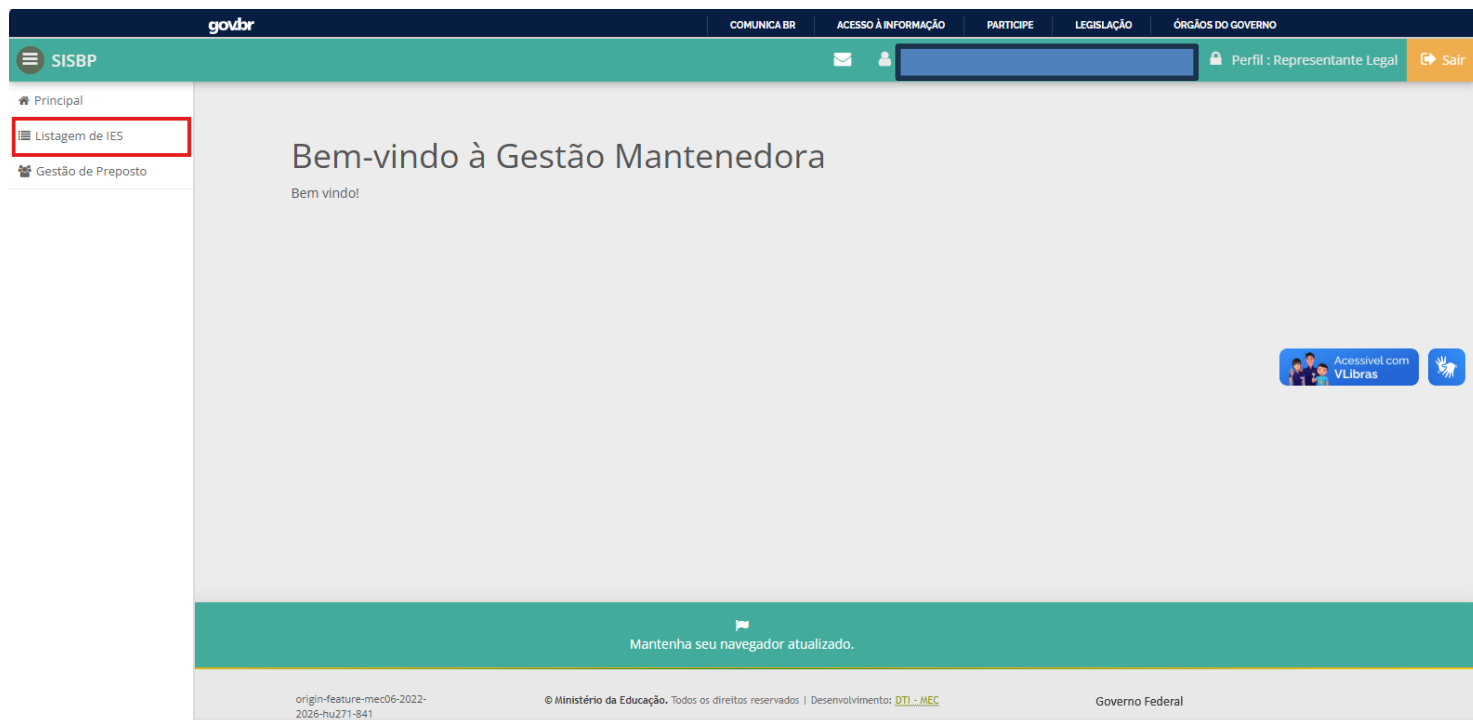 gov.br
COMUNICA BR
ACESSO À INFORMAÇÃO
PARTICIPE
LEGISLAÇÃO
ÓRGÃOS DO GOVERNO
SISBP
Perfil : Representante Legal
Sair
Principal
Listagem de IES
Gestão de Preposto
Bem-vindo à Gestão Mantenedora
Bem vindo!
Acessível com
VLibras
Mantenha seu navegador atualizado.
origin-feature-mec06-2022-
2026-hu271-841
© Ministério da Educação. Todos os direitos reservados | Desenvolvimento: DTI - MEC
Governo Federal